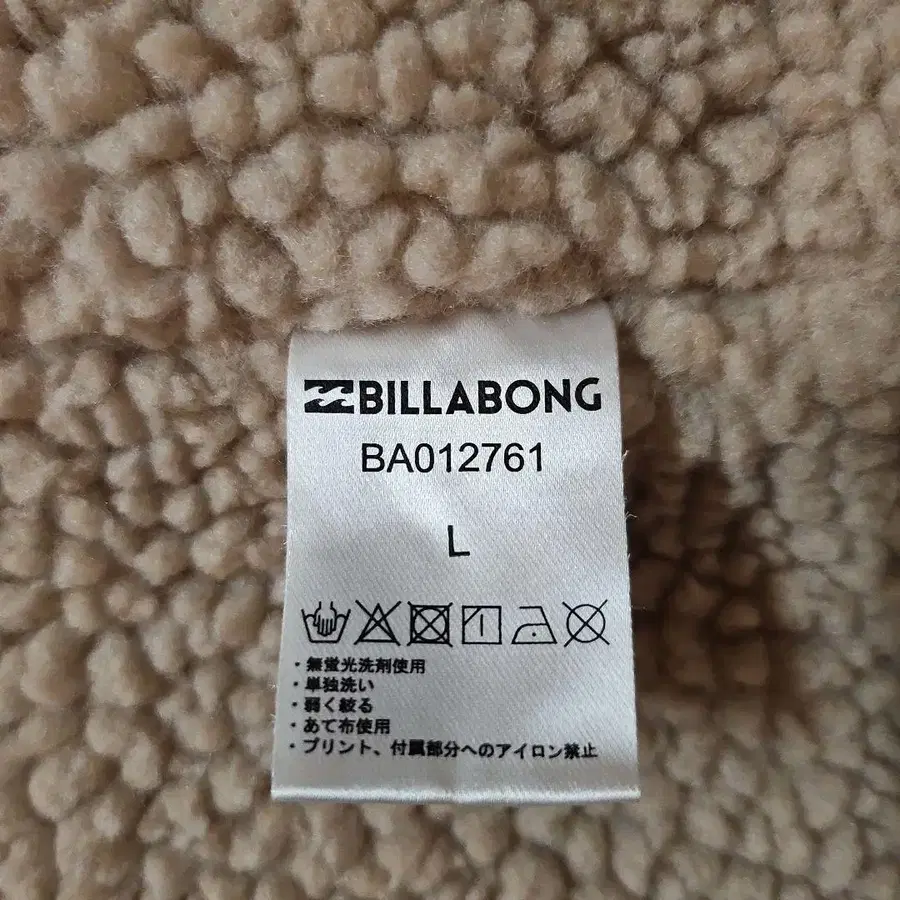 BILLABONG
BA012761
L
・無蛍光洗剤使用
・単独洗い
・弱く絞る
・あて布使用
・プリント、付属部分へのアイロン禁止